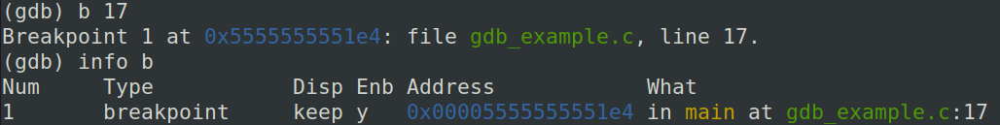 (gdb) b 17
Breakpoint 1 at 0x5555555551e4: file gdb_example.c, line 17.
(gdb) info b
Num     Type           Disp Enb Address            What
1       breakpoint     keep y   0x00005555555551e4 in main at gdb_example.c:17